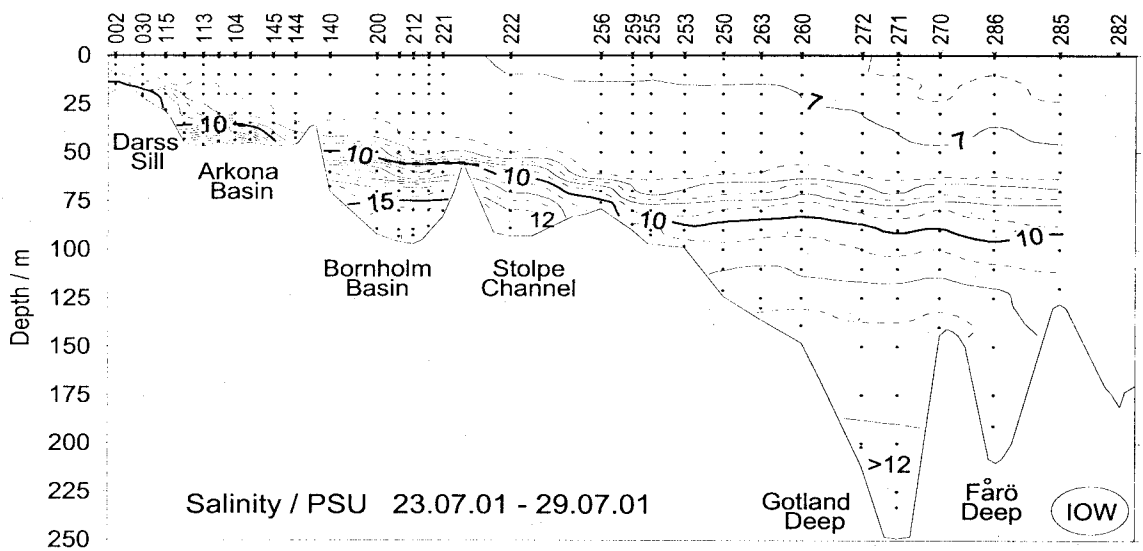 002 030 115 113 104 145 144 140 200 212 221 222 256 259 255 253 250 263 260 272 271 270 286 285 282
0
25
50
75
100
125
150
175
200
225
250
Depth / m
7
7
10
10
10
10
10
15
12
>12
Darss
Sill
Arkona
Basin
Bornholm
Basin
Stolpe
Channel
Gotland
Deep
Fårö
Deep
Salinity / PSU 23.07.01 - 29.07.01
IOW